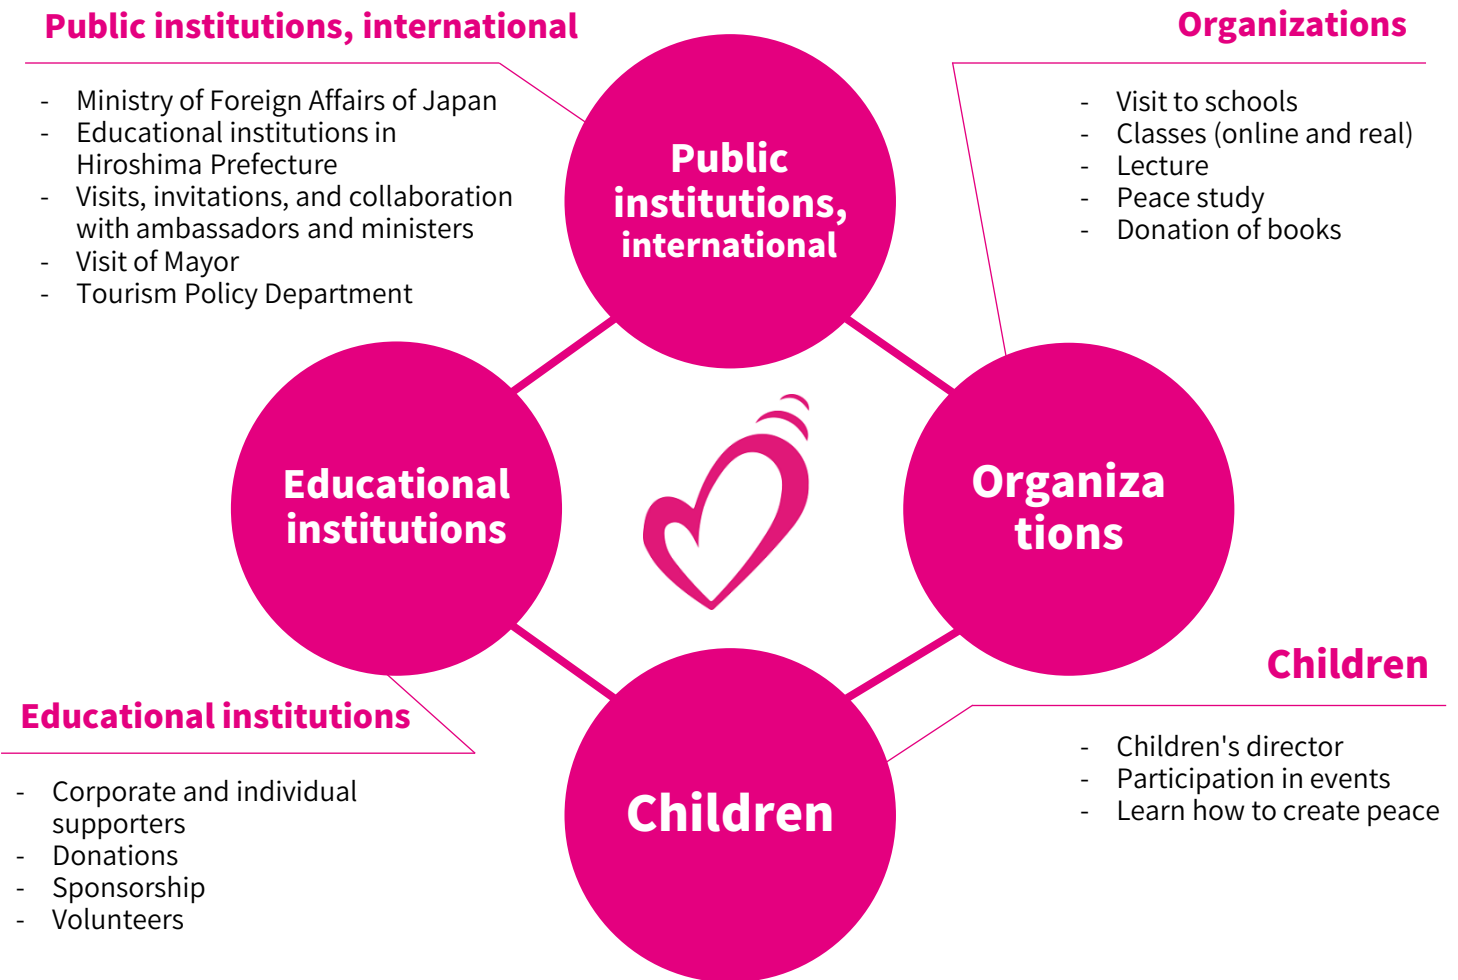 Public institutions, international
- Ministry of Foreign Affairs of Japan
- Educational institutions in
Hiroshima Prefecture
- Visits, invitations, and collaboration
with ambassadors and ministers
- Visit of Mayor
- Tourism Policy Department
Organizations
- Visit to schools
- Classes (online and real)
- Lecture
- Peace study
- Donation of books
Public
institutions,
international
Educational
institutions
Organiza
tions
Children
Educational institutions
- Corporate and individual
supporters
- Donations
- Sponsorship
- Volunteers
Children
- Children's director
- Participation in events
- Learn how to create peace